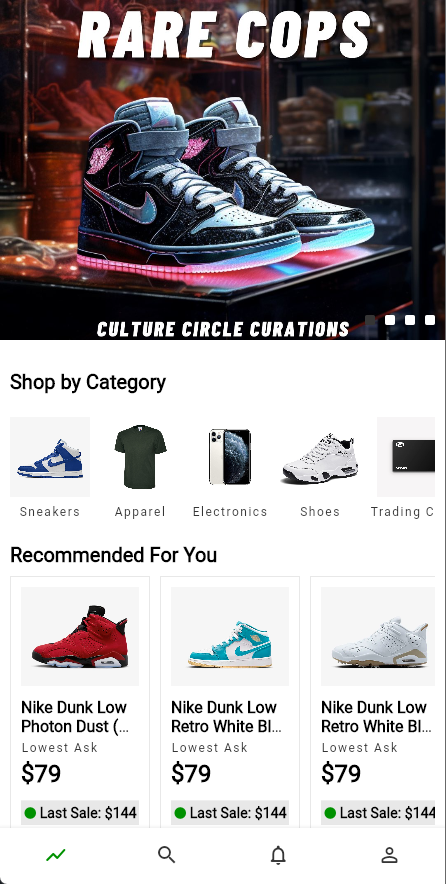 RARE COPS
CULTURE CIRCLE CURATIONS
Shop by Category
Sneakers
Apparel
Electronics
Shoes
Trading C
Recommended For You
Nike Dunk Low
Photon Dust (...
Lowest Ask
$79
Last Sale: $144
Nike Dunk Low
Retro White Bl...
Lowest Ask
$79
Last Sale: $144
Nike Dunk Low
Retro White Bl...
Lowest Ask
$79
Last Sale: $144